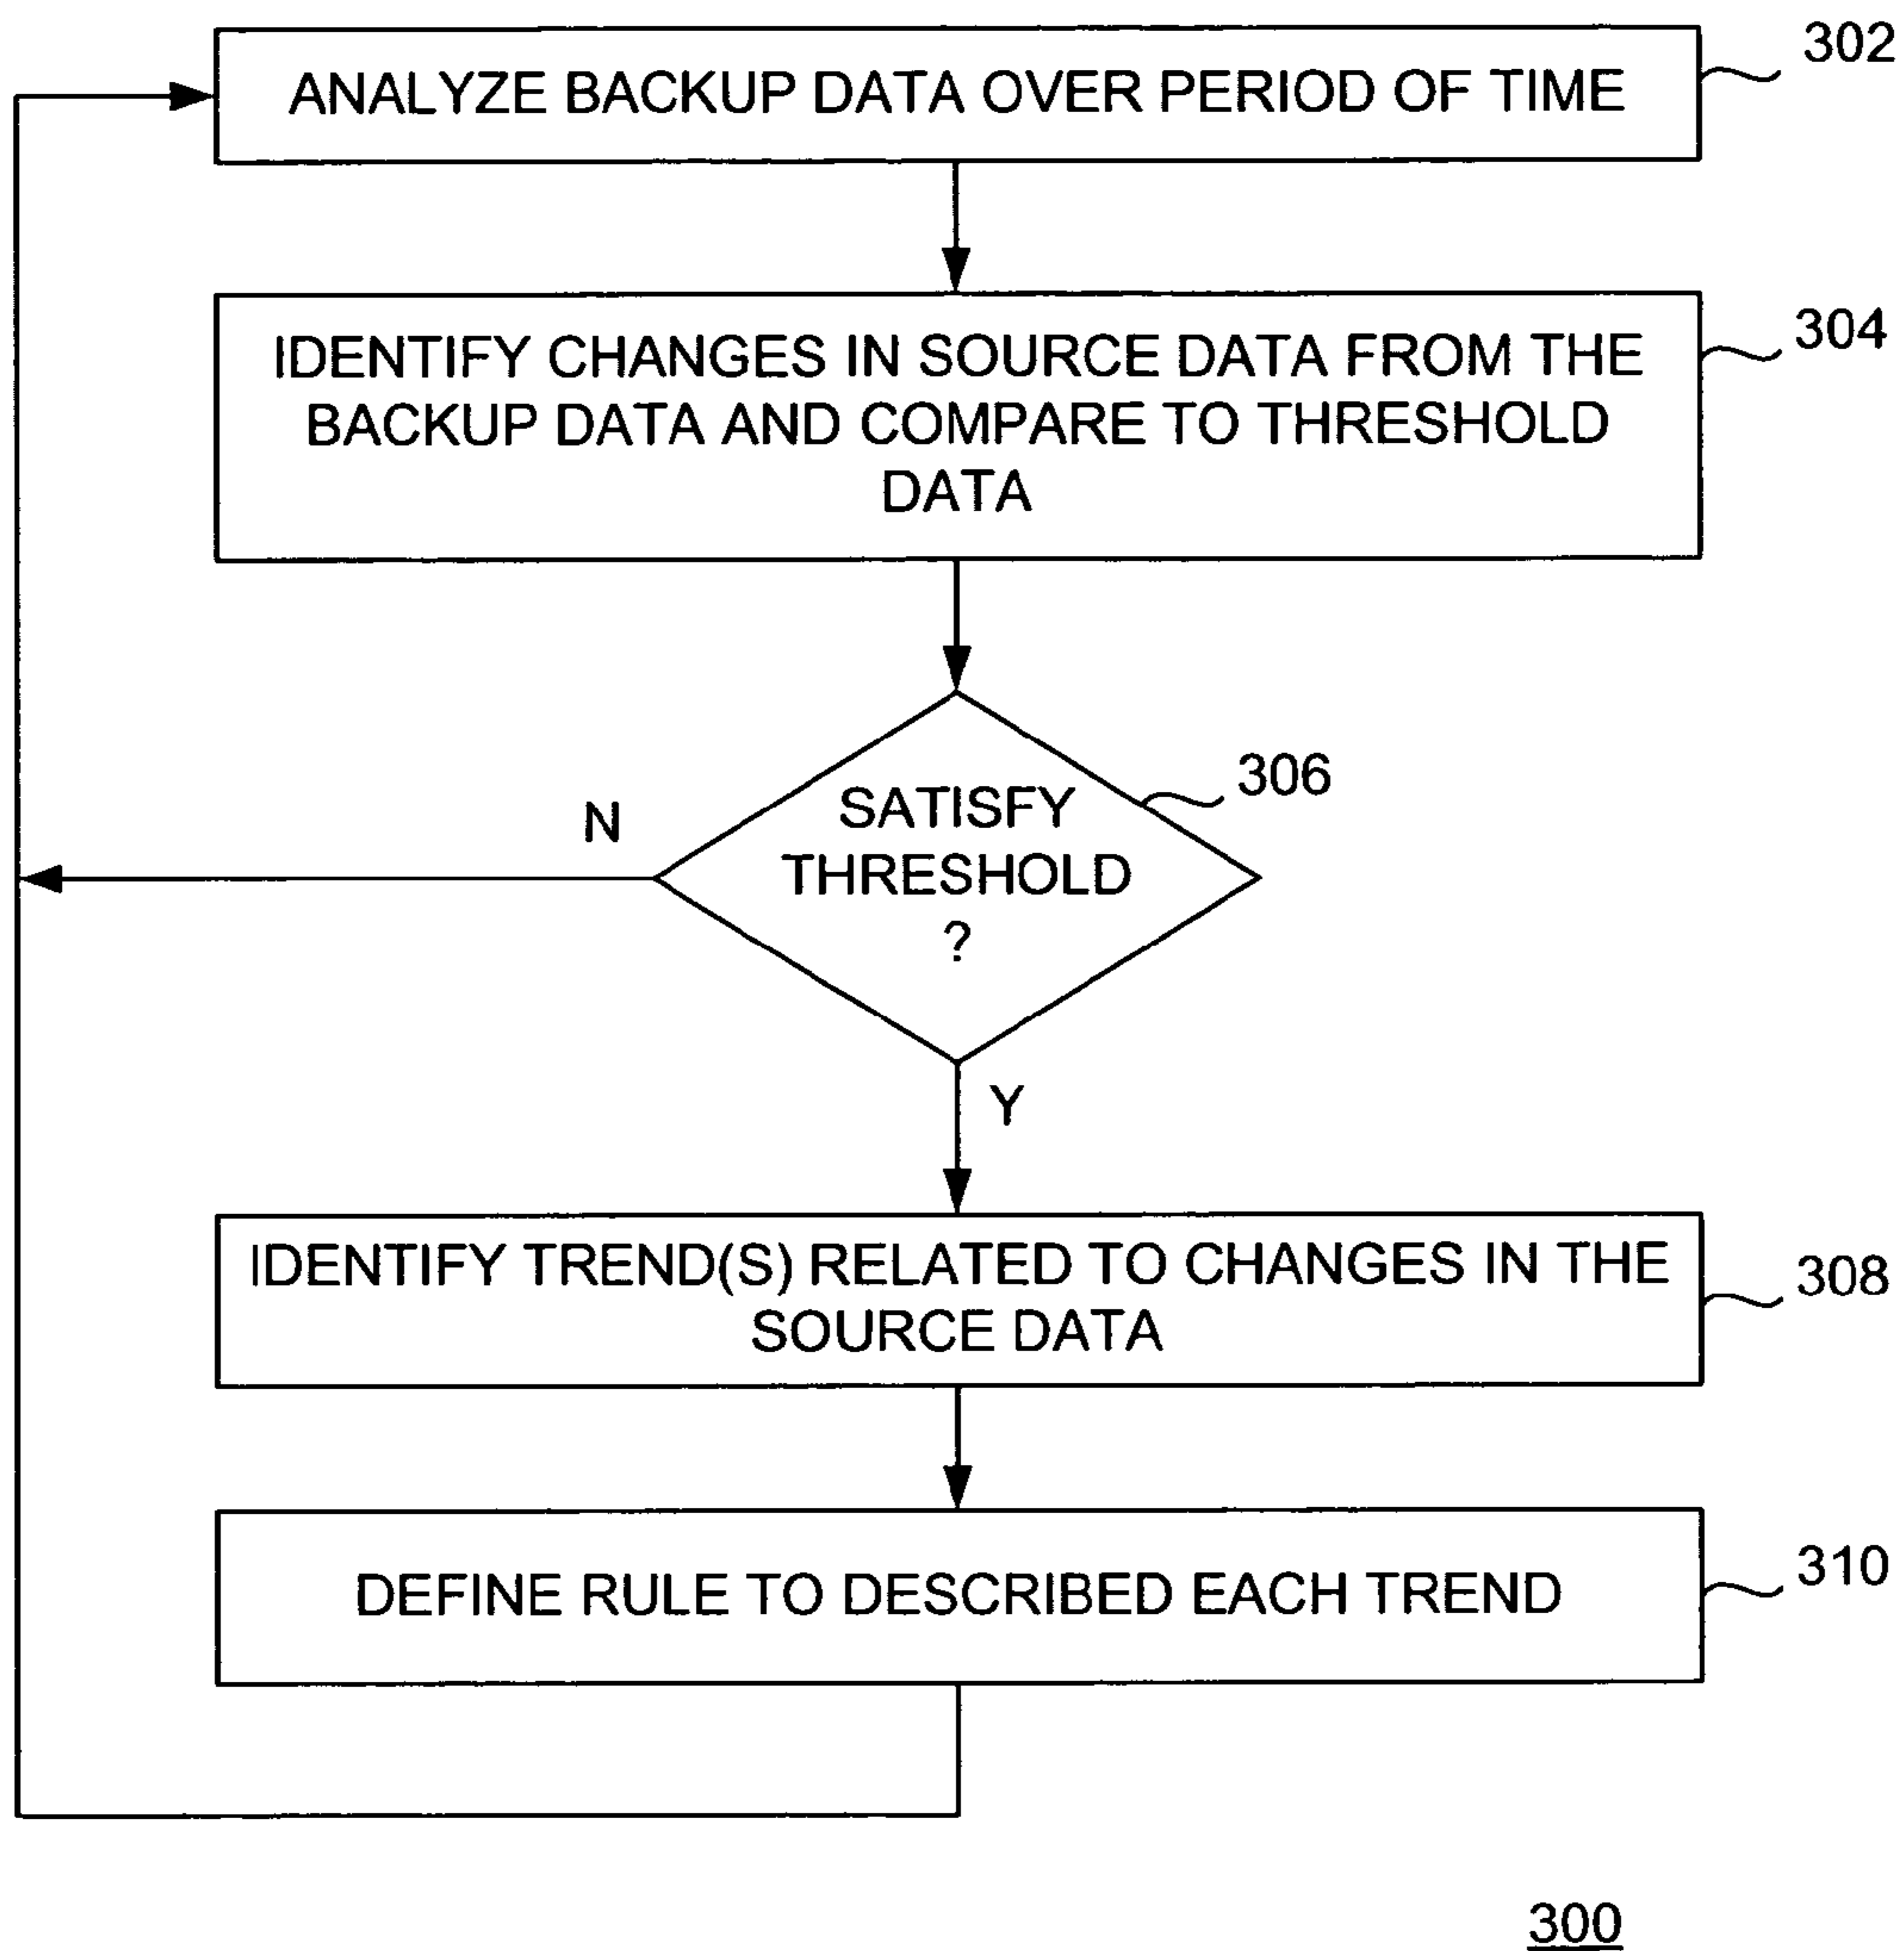 302
ANALYZE BACKUP DATA OVER PERIOD OF TIME
304
IDENTIFY CHANGES IN SOURCE DATA FROM THE
BACKUP DATA AND COMPARE TO THRESHOLD
DATA
306
SATISFY
THRESHOLD
?
N
Y
IDENTIFY TREND(S) RELATED TO CHANGES IN THE
SOURCE DATA
308
DEFINE RULE TO DESCRIBED EACH TREND
310
300